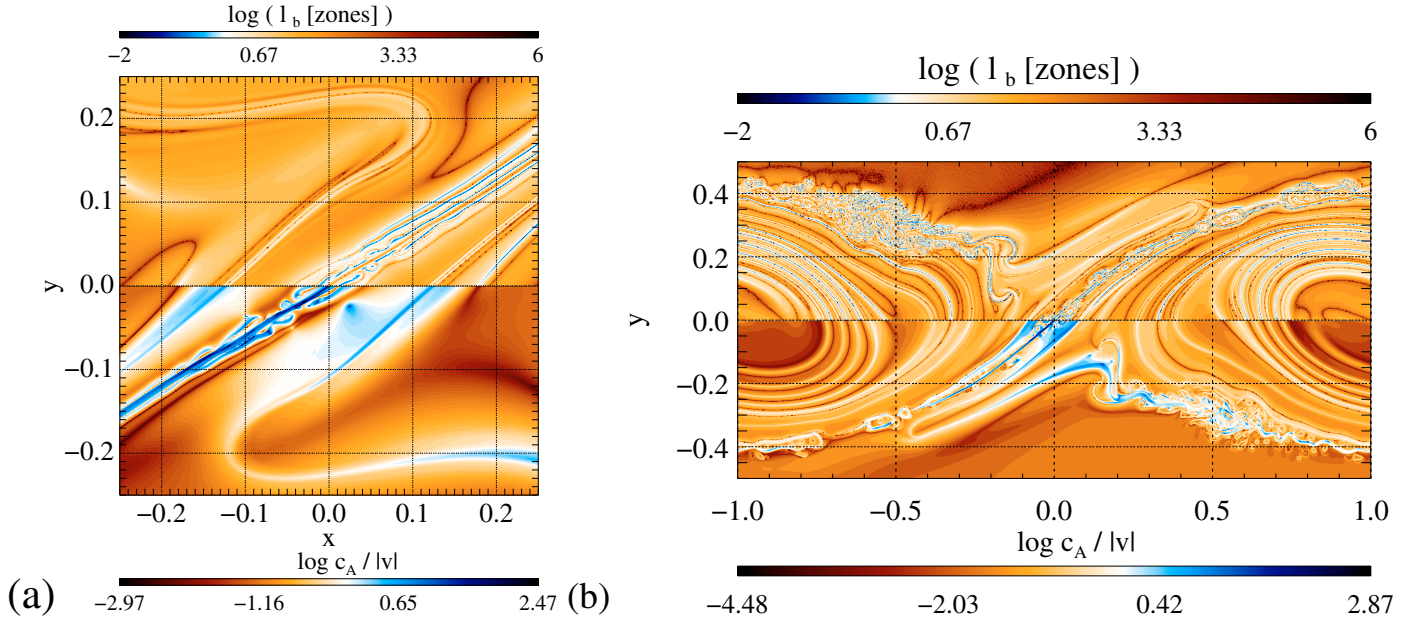 log ( l_b [zones] )
−2 0.67 3.33 6
0.2
0.1
y 0.0
−0.1
−0.2
−0.2 −0.1 0.0 0.1 0.2
x
log c_A / |v|
−2.97 −1.16 0.65 2.47
(a)
log ( l_b [zones] )
−2 0.67 3.33 6
0.4
0.2
y 0.0
−0.2
−0.4
−1.0 −0.5 0.0 0.5 1.0
x
log c_A / |v|
−4.48 −2.03 0.42 2.87
(b)